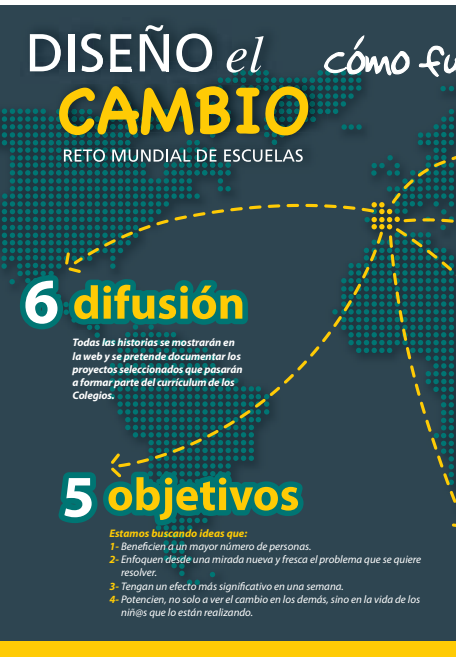 DISEÑO el
CAMBIO
RETO MUNDIAL DE ESCUELAS
cómo fu
6 difusión
Todas las historias se mostrarán en
la web y se pretende documentar los
proyectos seleccionados que pasarán
a formar parte del currículum de los
Colegios.
5 objetivos
Estamos buscando ideas que:
1- Beneficien a un mayor número de personas.
2- Enfoquen desde una mirada nueva y fresca el problema que se quiere
resolver.
3- Tengan un efecto más significativo en una semana.
4- Potencien, no solo a ver el cambio en los demás, sino en la vida de los
niñ@s que lo están realizando.